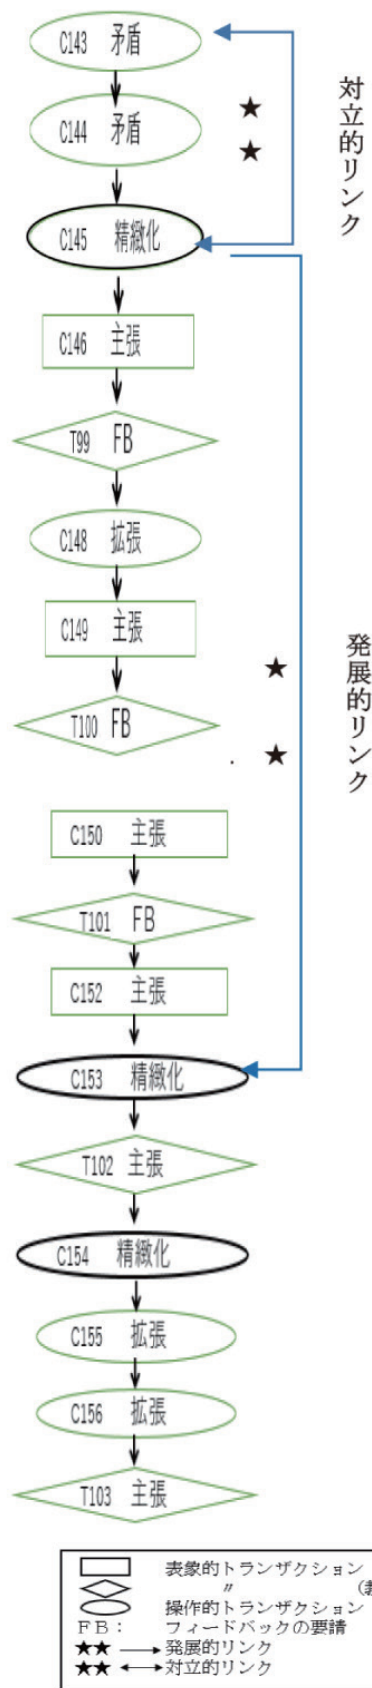 C143 矛盾
C144 矛盾
★
★
対立的リンク
C145 精緻化
C146 主張
T99 FB
C148 拡張
C149 主張
T100 FB
★
★
発展的リンク
C150 主張
T101 FB
C152 主張
C153 精緻化
T102 主張
C154 精緻化
C155 拡張
C156 拡張
T103 主張
表象的トランザクション
〃 (
操作的トランザクション
FB: フィードバックの要請
★★ → 発展的リンク
★★ ↔ 対立的リンク